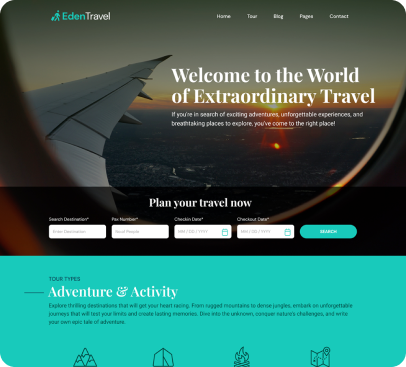 EdenTravel
Home Tour Blog Pages Contact
Welcome to the World
of Extraordinary Travel
If you're in search of exciting adventures, unforgettable experiences, and
breathtaking places to explore, you've come to the right place!
Plan your travel now
Search Destination* Pax Number* Checkin Date* Checkout Date*
Enter Destination MM / DD / YYYY MM / DD / YYYY SEARCH
TOUR TYPES
Adventure & Activity
Explore thrilling destinations that will get your heart racing. From rugged mountains to dense jungles, embark on unforgettable
journeys that will test your limits and create lasting memories. Dive into the unknown, conquer nature's challenges, and write
your own epic tale of adventure.